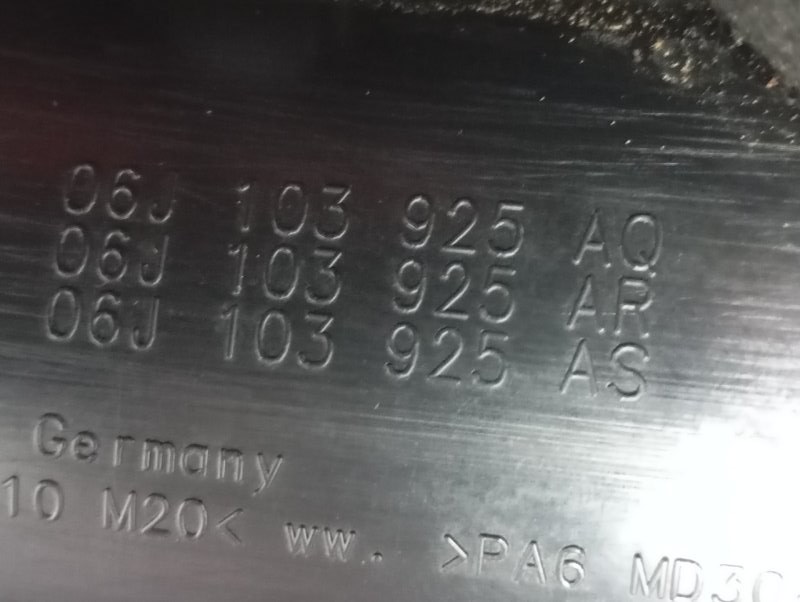 06J 103 925 AQ
06J 103 925 AR
06J 103 925 AS
Germany
10 M20< ww. >PA6 MD30